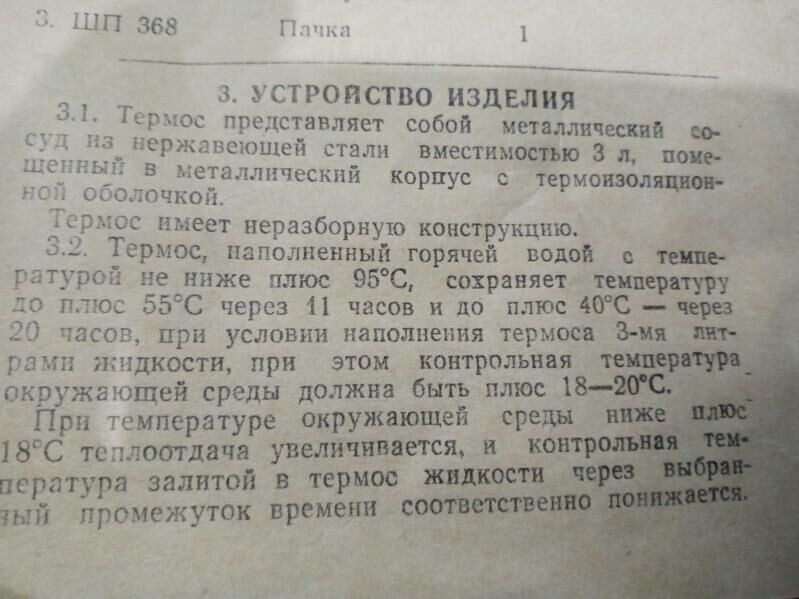 3. ШП 368 Пачка 1
3. УСТРОЙСТВО ИЗДЕЛИЯ
3.1. Термос представляет собой металлический со-
суд из нержавеющей стали вместимостью 3 л, поме-
щенный в металлический корпус с термоизоляцион-
ной оболочкой.
Термос имеет неразборную конструкцию.
3.2. Термос, наполненный горячей водой с темпе-
ратурой не ниже плюс 95°С, сохраняет температуру
до плюс 55°С через 11 часов и до плюс 40°С — через
20 часов, при условии наполнения термоса 3-мя лит-
рами жидкости, при этом контрольная температура
окружающей среды должна быть плюс 18—20°С.
При температуре окружающей среды ниже плюс
18°С теплоотдача увеличивается, и контрольная тем-
пература залитой в термос жидкости через выбран-
ный промежуток времени соответственно понижается.